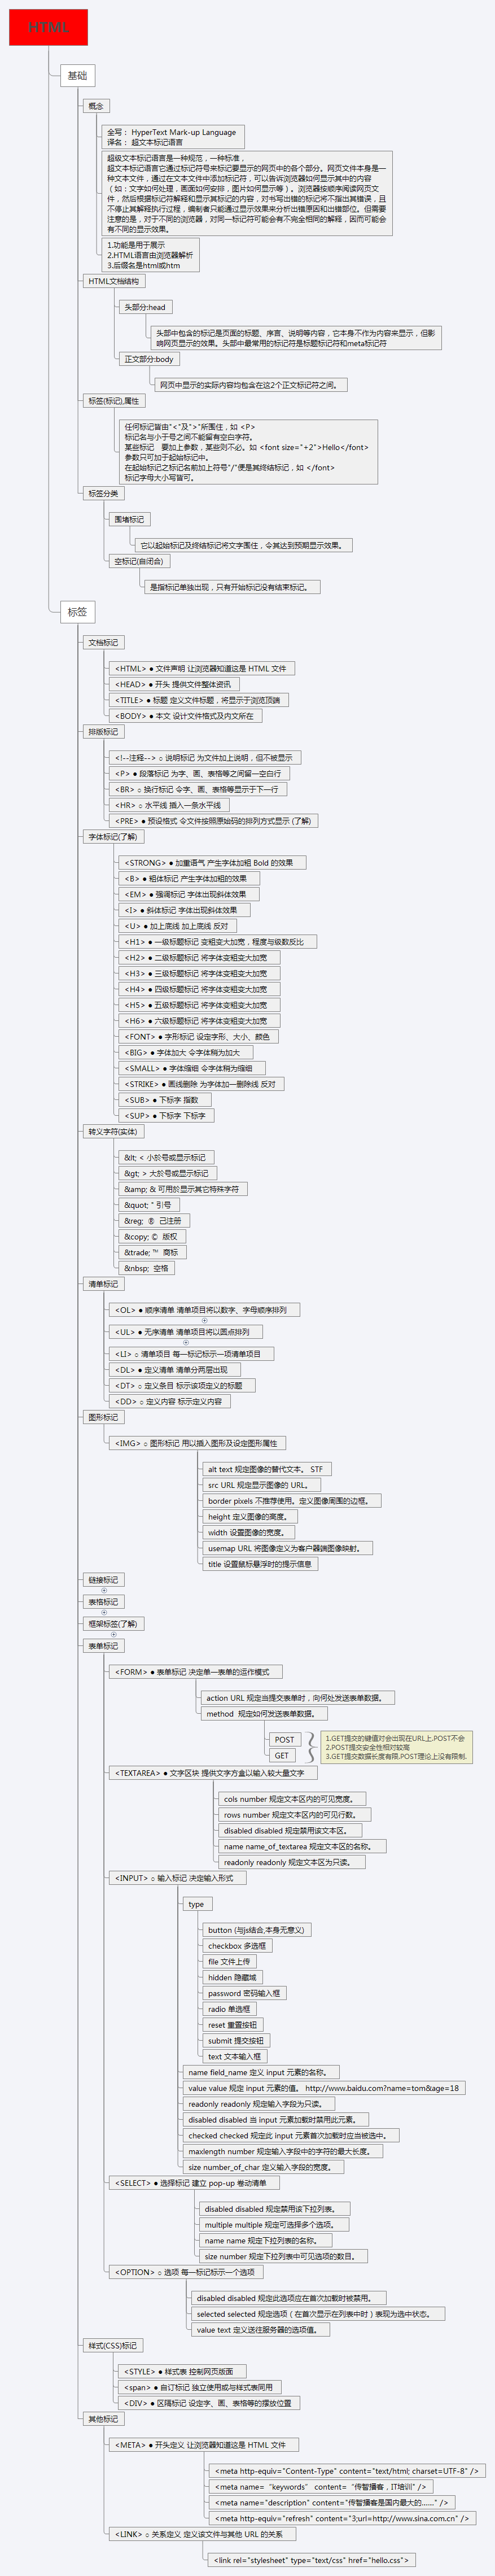 HTML
基础
概念
全写： HyperText Mark-up Language
译名： 超文本标记语言
超级文本标记语言是一种规范，一种标准，
超文本标记语言它通过标记符号来标记要显示的网页中的各个部分。网页文件本身是一
种文本文件，通过在文本文件中添加标记符，可以告诉浏览器如何显示其中的内容
（如：文字如何处理，画面如何安排，图片如何显示等）。浏览器按顺序阅读网页文
件，然后根据标记符解释和显示其标记的内容，对书写出错的标记将不指出其错误，且
不停止其解释执行过程，编制者只能通过显示效果来分析出错原因和出错部位。但需要
注意的是，对于不同的浏览器，对同一标记符可能会有不完全相同的解释，因而可能会
有不同的显示效果。
1.功能是用于展示
2.HTML语言由浏览器解析
3.后缀名是html或htm
HTML文档结构
头部分:head
头部中包含的标记是页面的标题、序言、说明等内容，它本身不作为内容来显示，但影
响网页显示的效果。头部中最常用的标记符是标题标记符和meta标记符
正文部分:body
网页中显示的实际内容均包含在这2个正文标记符之间。
标签(标记),属性
任何标记皆由"<"及">"所围住，如 <P>
标记名与小于号之间不能留有空白字符。
某些标记 要加上参数，某些则不必。如 <font size="+2">Hello</font>
参数只可加于起始标记中。
在起始标记之标记名前加上符号"/"便是其终结标记，如 </font>
标记字母大小写皆可。
标签分类
围堵标记
它以起始标记及终结标记将文字围住，令其达到预期显示效果。
空标记(自闭合)
是指标记单独出现，只有开始标记没有结束标记。
标签
文档标记
<HTML> ● 文件声明 让浏览器知道这是 HTML 文件
<HEAD> ● 开头 提供文件整体资讯
<TITLE> ● 标题 定义文件标题，将显示于浏览顶端
<BODY> ● 本文 设计文件格式及内文所在
排版标记
<!--注释--> ○ 说明标记 为文件加上说明，但不被显示
<P> ● 段落标记 为字、画、表格等之间留一空白行
<BR> ○ 换行标记 令字、画、表格等显示于下一行
<HR> ○ 水平线 插入一条水平线
<PRE> ● 预设格式 令文件按照原始码的排列方式显示 (了解)
字体标记(了解)
<STRONG> ● 加重语气 产生字体加粗 Bold 的效果
<B> ● 粗体标记 产生字体加粗的效果
<EM> ● 强调标记 字体出现斜体效果
<I> ● 斜体标记 字体出现斜体效果
<U> ● 加上底线 加上底线 反对
<H1> ● 一级标题标记 变粗变大加宽，程度与级数反比
<H2> ● 二级标题标记 将字体变粗变大加宽
<H3> ● 三级标题标记 将字体变粗变大加宽
<H4> ● 四级标题标记 将字体变粗变大加宽
<H5> ● 五级标题标记 将字体变粗变大加宽
<H6> ● 六级标题标记 将字体变粗变大加宽
<FONT> ● 字形标记 设定字形、大小、颜色
<BIG> ● 字体加大 令字体稍为加大
<SMALL> ● 字体缩细 令字体稍为缩细
<STRIKE> ● 画线删除 为字体加一删除线 反对
<SUB> ● 下标字 指数
<SUP> ● 下标字 下标字
转义字符(实体)
&lt; < 小於号或显示标记
&gt; > 大於号或显示标记
&amp; & 可用於显示其它特殊字符
&quot; " 引号
&reg; ® 己注册
&copy; © 版权
&trade; ™ 商标
&nbsp; 空格
清单标记
<OL> ● 顺序清单 清单项目将以数字、字母顺序排列
<UL> ● 无序清单 清单项目将以圆点排列
<LI> ○ 清单项目 每一标记标示一项清单项目
<DL> ● 定义清单 清单分两层出现
<DT> ○ 定义条目 标示该项定义的标题
<DD> ○ 定义内容 标示定义内容
图形标记
<IMG> ○ 图形标记 用以插入图形及设定图形属性
alt text 规定图像的替代文本。 STF
src URL 规定显示图像的 URL。
border pixels 不推荐使用。定义图像周围的边框。
height 定义图像的高度。
width 设置图像的宽度。
usemap URL 将图像定义为客户器端图像映射。
title 设置鼠标悬浮时的提示信息
链接标记
表格标记
框架标签(了解)
表单标记
<FORM> ● 表单标记 决定单一表单的运作模式
action URL 规定当提交表单时，向何处发送表单数据。
method 规定如何发送表单数据。
POST
GET
1.GET提交的键值对会出现在URL上.POST不会
2.POST提交安全性相对较高
3.GET提交数据长度有限.POST理论上没有限制.
<TEXTAREA> ● 文字区块 提供文字方盒以输入较大量文字
cols number 规定文本区内的可见宽度。
rows number 规定文本区内的可见行数。
disabled disabled 规定禁用该文本区。
name name_of_textarea 规定文本区的名称。
readonly readonly 规定文本区为只读。
<INPUT> ○ 输入标记 决定输入形式
type
button (与js结合,本身无意义)
checkbox 多选框
file 文件上传
hidden 隐藏域
password 密码输入框
radio 单选框
reset 重置按钮
submit 提交按钮
text 文本输入框
name field_name 定义 input 元素的名称。
value value 规定 input 元素的值。 http://www.baidu.com?name=tom&age=18
readonly readonly 规定输入字段为只读。
disabled disabled 当 input 元素加载时禁用此元素。
checked checked 规定此 input 元素首次加载时应当被选中。
maxlength number 规定输入字段中的字符的最大长度。
size number_of_char 定义输入字段的宽度。
<SELECT> ● 选择标记 建立 pop-up 卷动清单
disabled disabled 规定禁用该下拉列表。
multiple multiple 规定可选择多个选项。
name name 规定下拉列表的名称。
size number 规定下拉列表中可见选项的数目。
<OPTION> ○ 选项 每一标记标示一个选项
disabled disabled 规定此选项应在首次加载时被禁用。
selected selected 规定选项（在首次显示在列表中时）表现为选中状态。
value text 定义送往服务器的选项值。
样式(CSS)标记
<STYLE> ● 样式表 控制网页版面
<span> ● 自订标记 独立使用或与样式表同用
<DIV> ● 区隔标记 设定字、画、表格等的摆放位置
其他标记
<META> ● 开头定义 让浏览器知道这是 HTML 文件
<meta http-equiv="Content-Type" content="text/html; charset=UTF-8" />
<meta name= “keywords” content= “传智播客，IT培训" />
<meta name="description" content="传智播客是国内最大的……" />
<meta http-equiv="refresh" content="3;url=http://www.sina.com.cn" />
<LINK> ○ 关系定义 定义该文件与其他 URL 的关系
<link rel="stylesheet" type="text/css" href="hello.css">